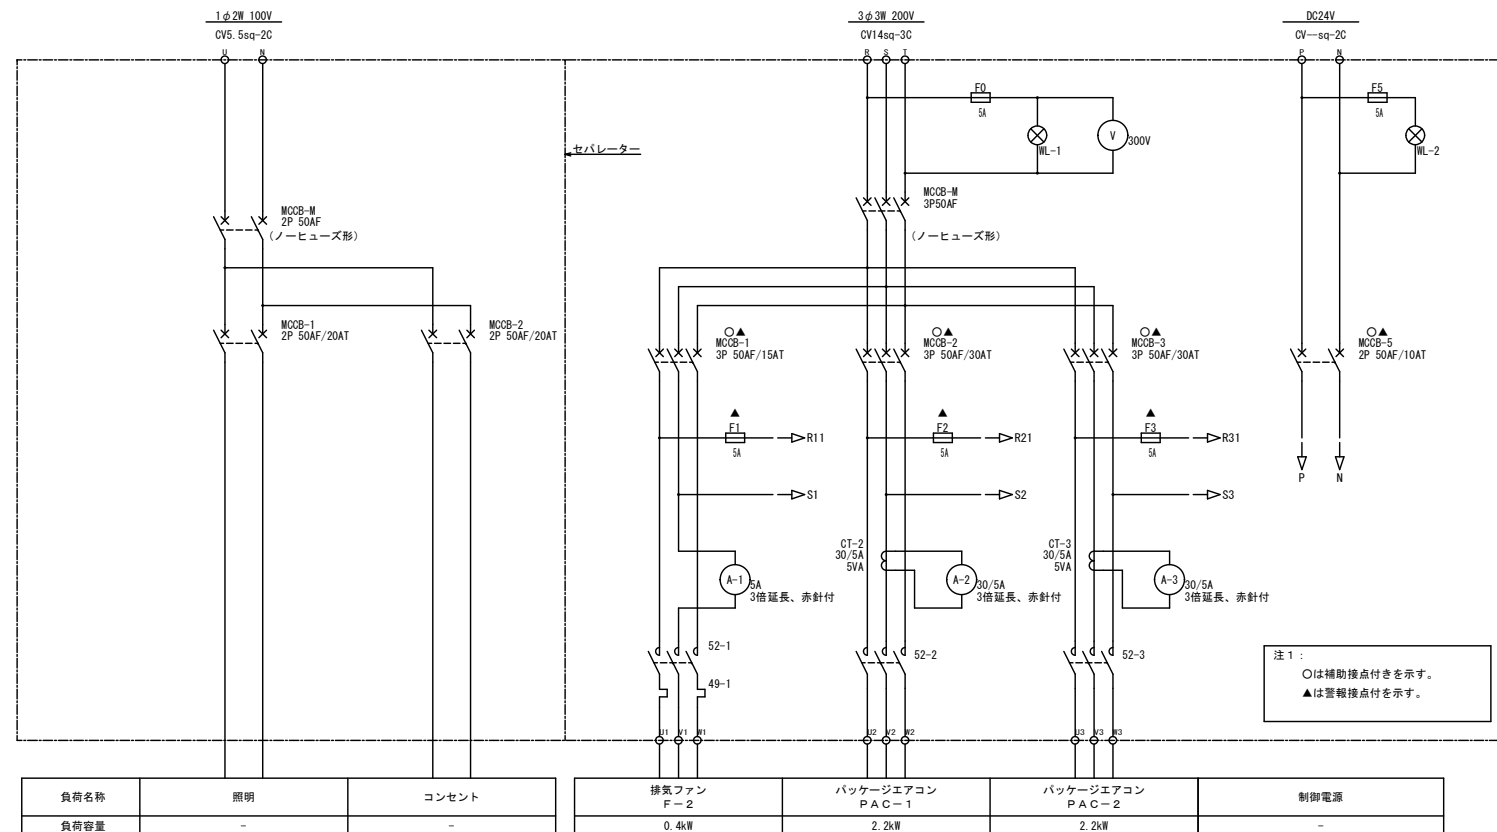 1φ2W 100V
CV5.5sq-2C
U N
3φ3W 200V
CV14sq-3C
R S T
DC24V
CV--sq-2C
P N
F0
5A
WL-1
V
300V
F5
5A
WL-2
セパレーター
MCCB-M
2P 50AF
(ノーヒューズ形)
MCCB-M
3P50AF
(ノーヒューズ形)
MCCB-1
2P 50AF/20AT
MCCB-2
2P 50AF/20AT
○▲
MCCB-1
3P 50AF/15AT
○▲
MCCB-2
3P 50AF/30AT
○▲
MCCB-3
3P 50AF/30AT
○▲
MCCB-5
2P 50AF/10AT
▲
F1
5A
R11
▲
F2
5A
R21
▲
F3
5A
R31
P N
S1
S2
S3
A-1
5A
3倍延長、赤針付
CT-2
30/5A
5VA
A-2
30/5A
3倍延長、赤針付
CT-3
30/5A
5VA
A-3
30/5A
3倍延長、赤針付
52-1
49-1
52-2
52-3
注1:
○は補助接点付きを示す。
▲は警報接点付を示す。
U1 V1 W1
U2 V2 W2
U3 V3 W3
負荷名称 照明 コンセント
負荷容量 - -
排気ファン
F-2
パッケージエアコン
PAC-1
パッケージエアコン
PAC-2
制御電源
0.4kW 2.2kW 2.2kW -